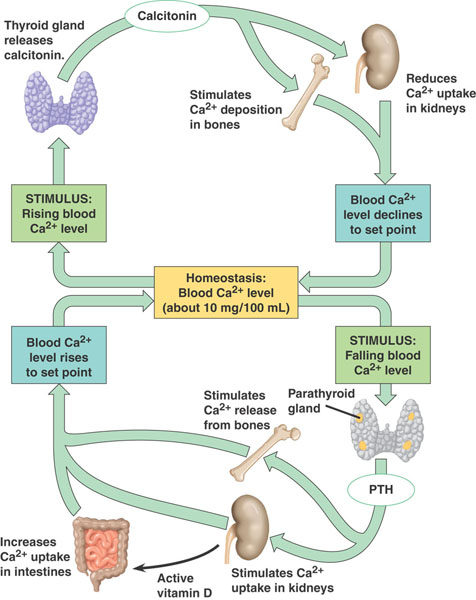 Thyroid gland
releases
calcitonin.
Calcitonin
Stimulates
Ca²⁺ deposition
in bones
Reduces
Ca²⁺ uptake
in kidneys
STIMULUS:
Rising blood
Ca²⁺ level
Blood Ca²⁺
level declines
to set point
Homeostasis:
Blood Ca²⁺ level
(about 10 mg/100 mL)
Blood Ca²⁺
level rises
to set point
STIMULUS:
Falling blood
Ca²⁺ level
Stimulates
Ca²⁺ release
from bones
Parathyroid
gland
PTH
Increases
Ca²⁺ uptake
in intestines
Active
vitamin D
Stimulates Ca²⁺
uptake in kidneys